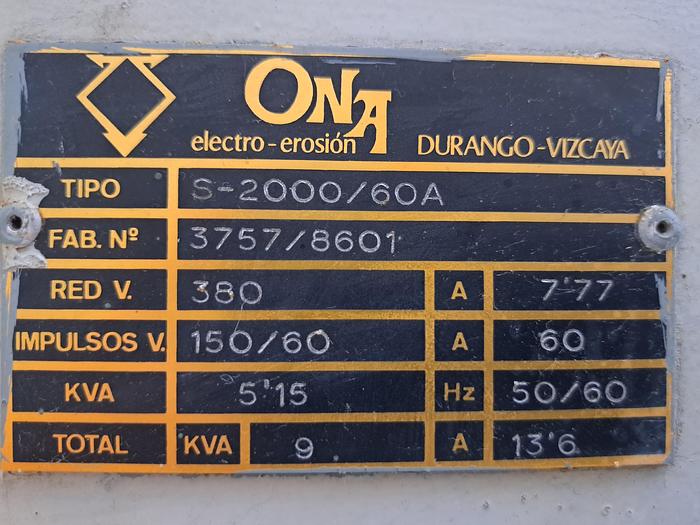 ONA
electro-erosión DURANGO-VIZCAYA
TIPO S-2000/60A
FAB. Nº 3757/8601
RED V. 380 A 7'77
IMPULSOS V. 150/60 A 60
KVA 5'15 Hz 50/60
TOTAL KVA 9 A 13'6